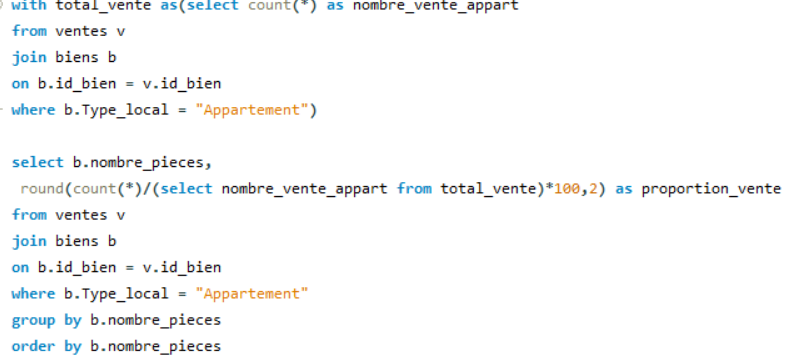 with total_vente as(select count(*) as nombre_vente_appart
from ventes v
join biens b
on b.id_bien = v.id_bien
where b.Type_local = "Appartement")
select b.nombre_pieces,
round(count(*)/(select nombre_vente_appart from total_vente)*100,2) as proportion_vente
from ventes v
join biens b
on b.id_bien = v.id_bien
where b.Type_local = "Appartement"
group by b.nombre_pieces
order by b.nombre_pieces